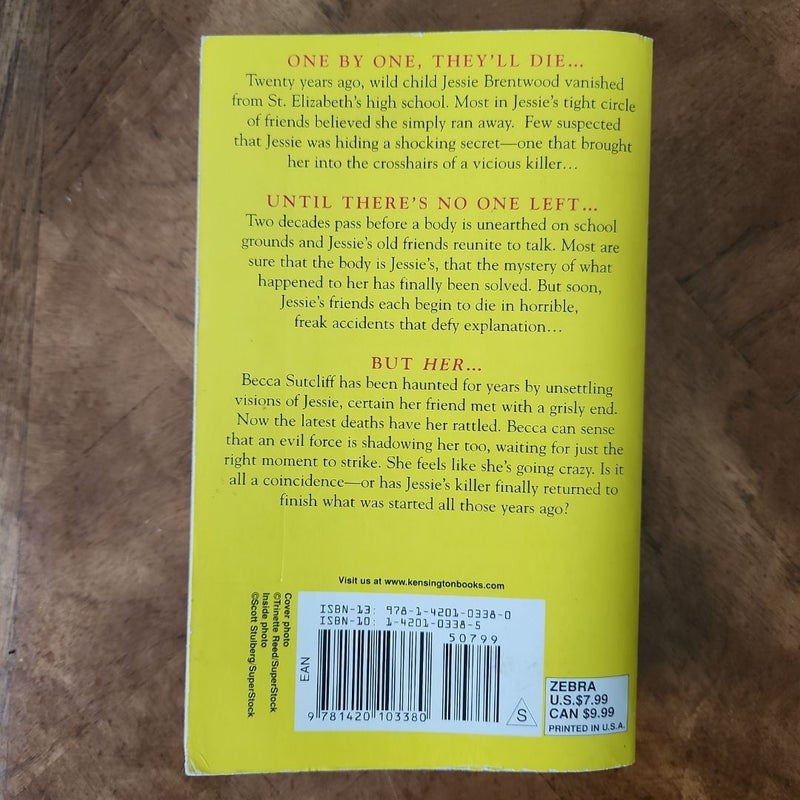 ONE BY ONE, THEY'LL DIE...
Twenty years ago, wild child Jessie Brentwood vanished
from St. Elizabeth's high school. Most in Jessie's tight circle
of friends believed she simply ran away. Few suspected
that Jessie was hiding a shocking secret—one that brought
her into the crosshairs of a vicious killer...
UNTIL THERE'S NO ONE LEFT...
Two decades pass before a body is unearthed on school
grounds and Jessie's old friends reunite to talk. Most are
sure that the body is Jessie's, that the mystery of what
happened to her has finally been solved. But soon,
Jessie's friends each begin to die in horrible,
freak accidents that defy explanation...
BUT HER...
Becca Sutcliff has been haunted for years by unsettling
visions of Jessie, certain her friend met with a grisly end.
Now the latest deaths have her rattled. Becca can sense
that an evil force is shadowing her too, waiting for just the
right moment to strike. She feels like she's going crazy. Is it
all a coincidence—or has Jessie's killer finally returned to
finish what was started all those years ago?
Visit us at www.kensingtonbooks.com
Cover photo
©Trinette Reed/SuperStock
Inside photo
©Scott Stulberg/SuperStock
ISBN-13: 978-1-4201-0338-0
ISBN-10: 1-4201-0338-5
50799
EAN
9 781420 103380
S
ZEBRA
U.S.$7.99
CAN $9.99
PRINTED IN U.S.A.